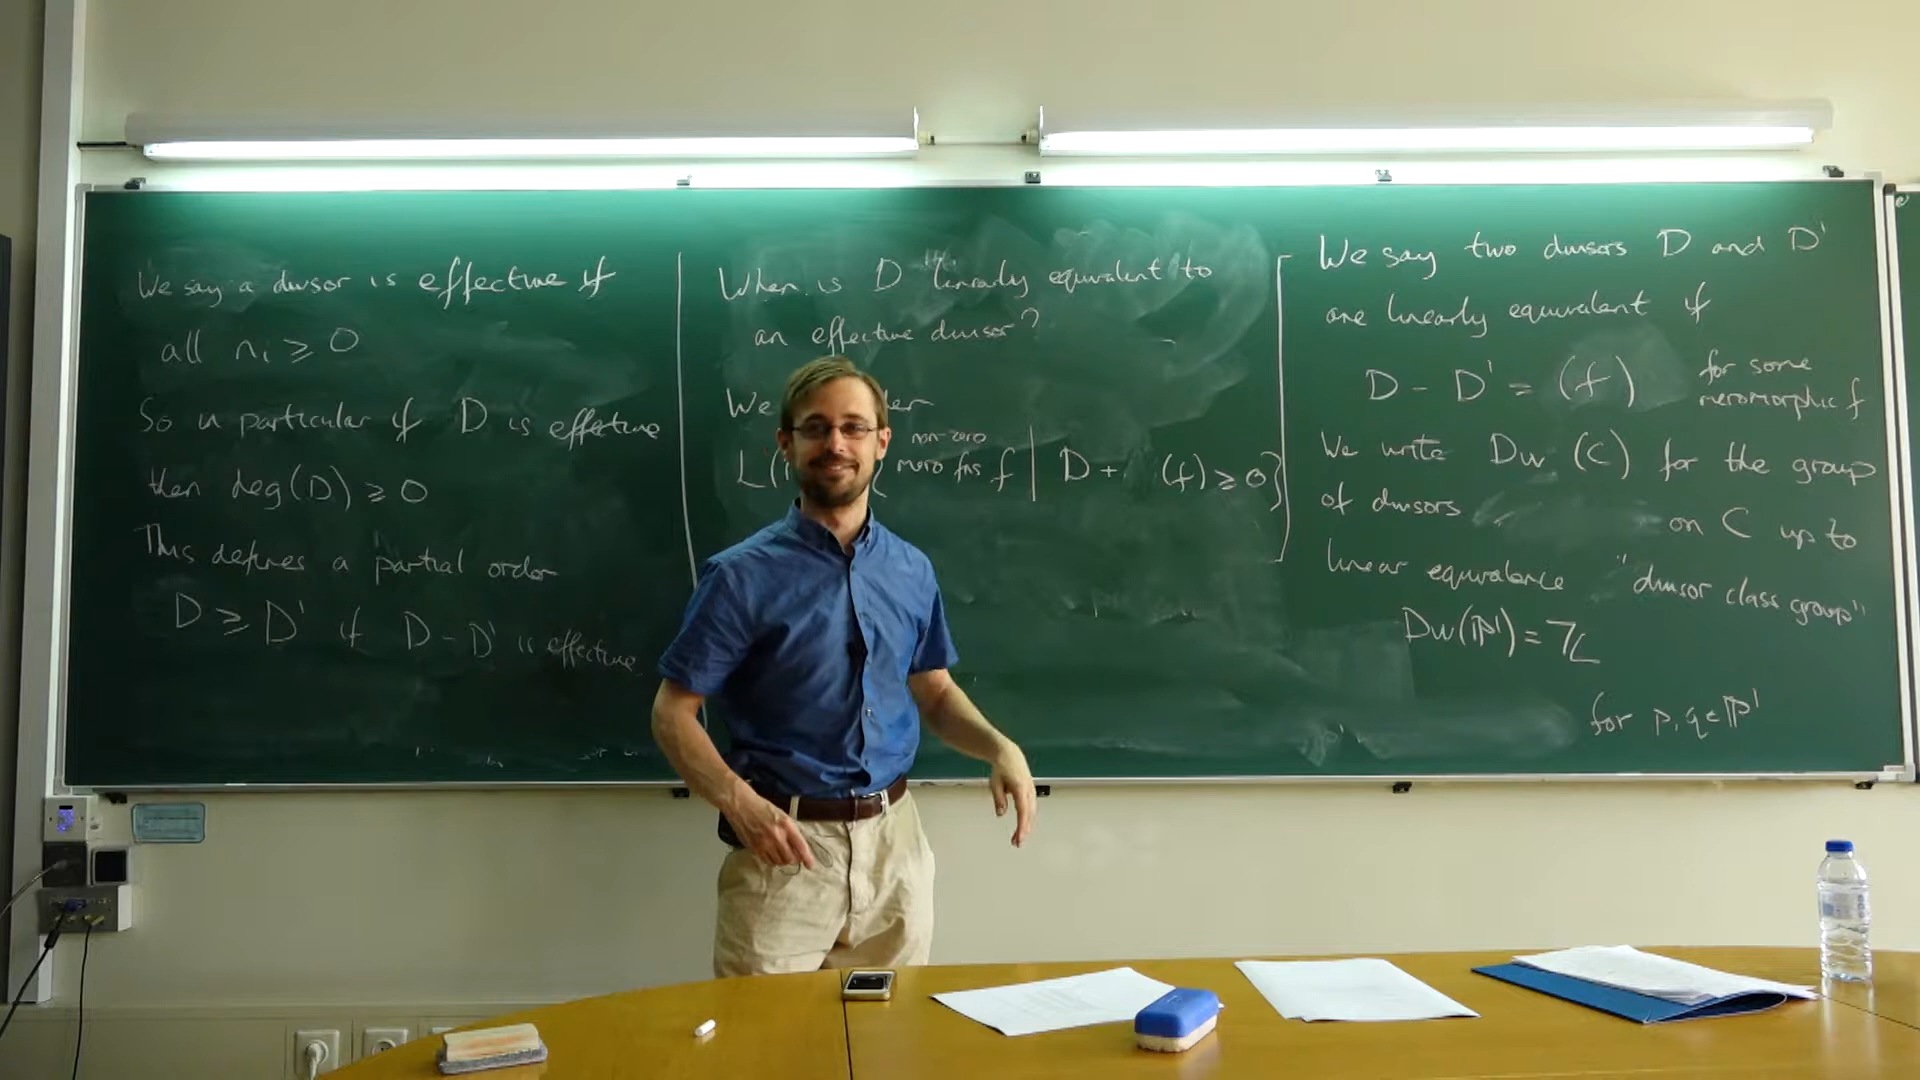 We say a divisor is effective if
all nᵢ ⩾ 0
So in particular if D is effective
then deg(D) ⩾ 0
This defines a partial order
D ⩾ D' if D - D' is effective
When is D linearly equivalent to
an effective divisor?
We
non-zero
L( mero fns f | D + (f) ⩾ 0}
We say two divisors D and D'
are linearly equivalent if
D - D' = (f) for some
meromorphic f
We write Div (C) for the group
of divisors on C up to
linear equivalence "divisor class group"
Div(ℙ¹) = ℤ
for p, q ∈ ℙ¹